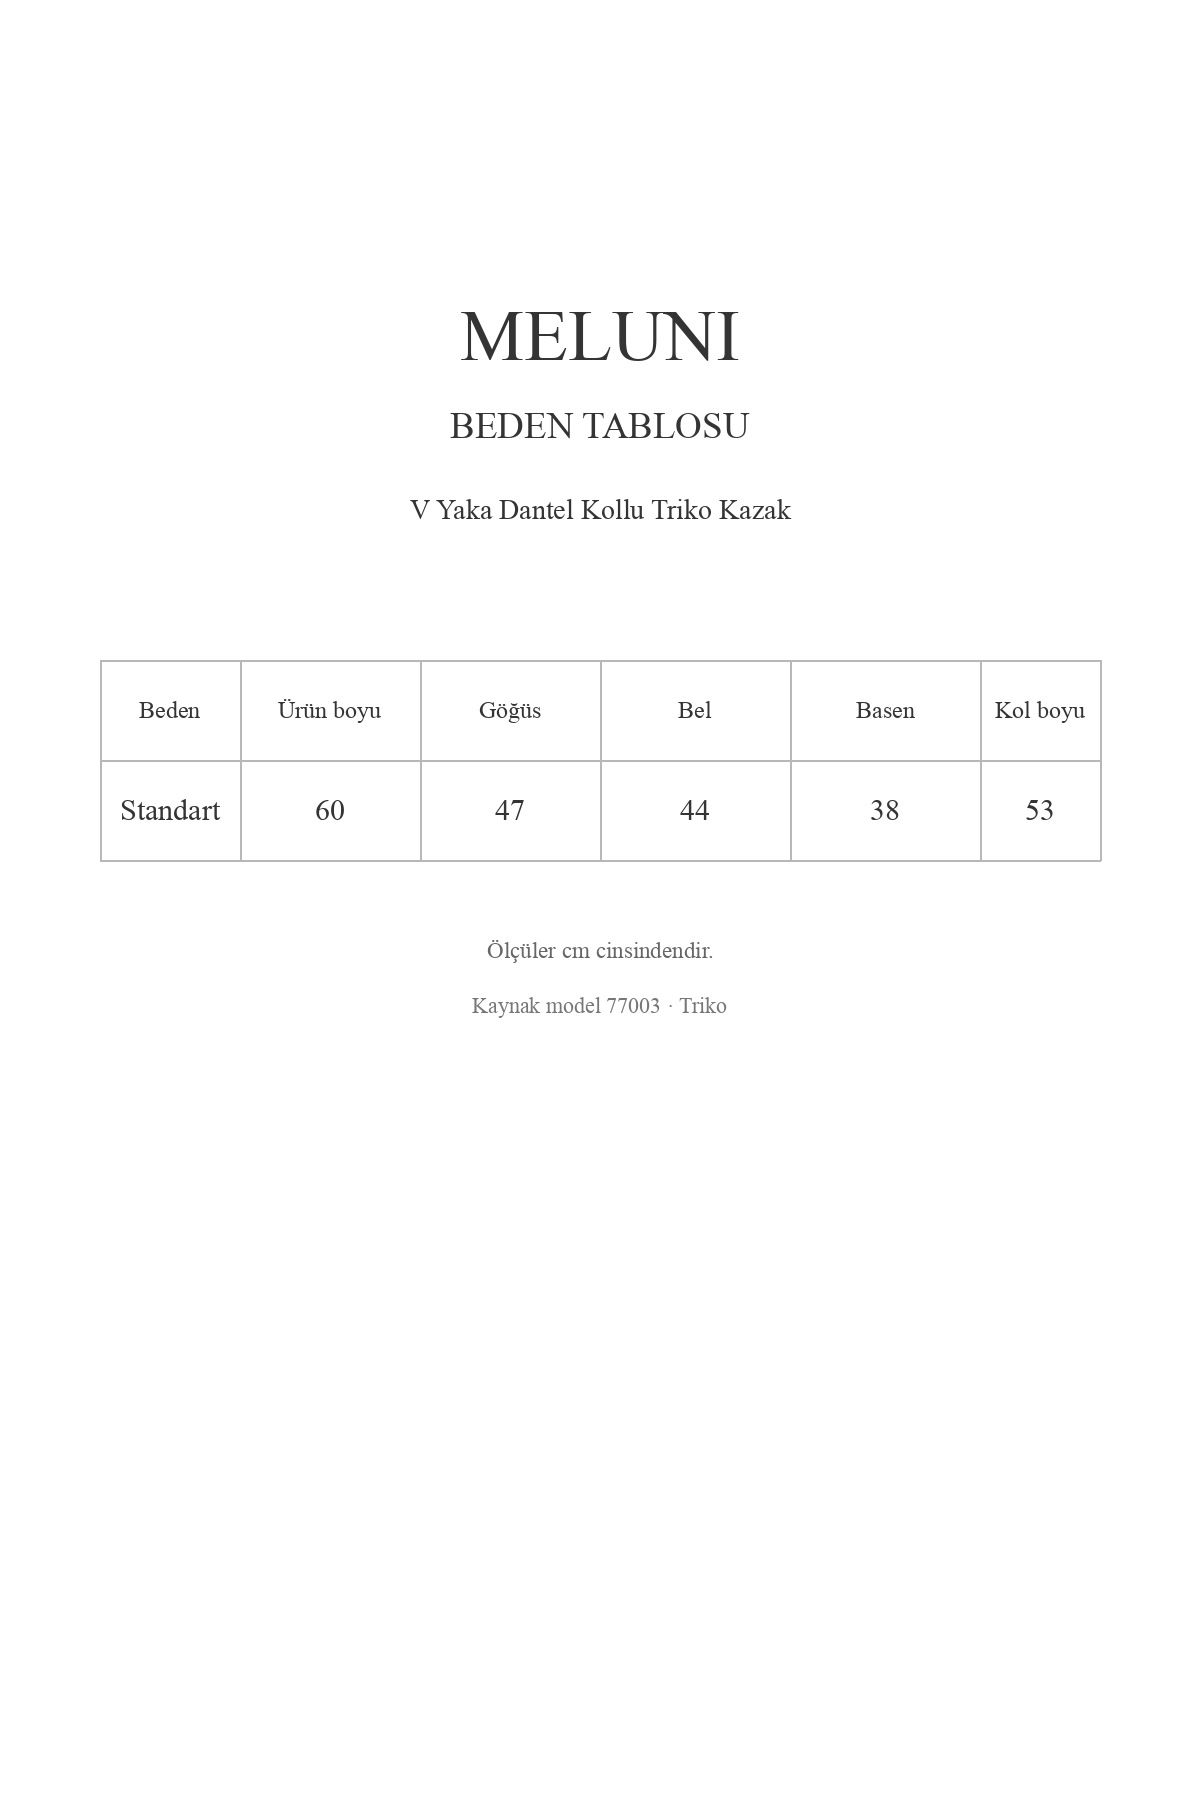 MELUNI
BEDEN TABLOSU
V Yaka Dantel Kollu Triko Kazak
Beden Ürün boyu Göğüs Bel Basen Kol boyu
Standart 60 47 44 38 53
Ölçüler cm cinsindendir.
Kaynak model 77003 · Triko